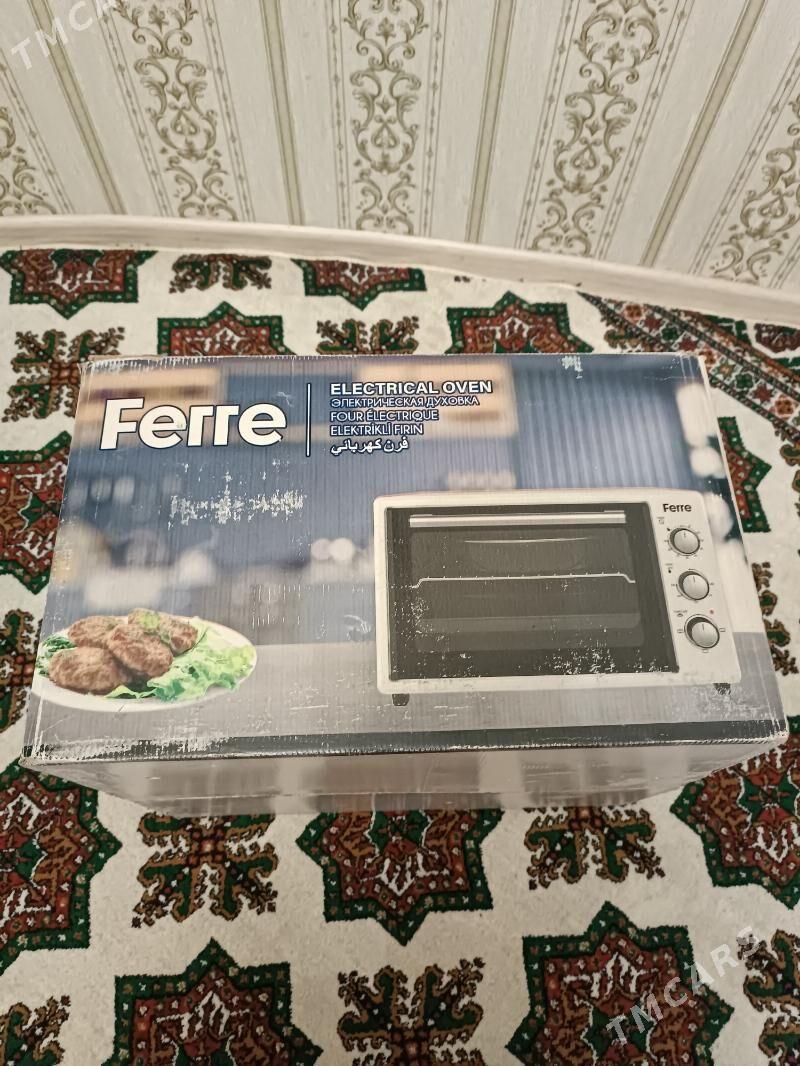 TMCARS
Ferre
ELECTRICAL OVEN
ЭЛЕКТРИЧЕСКАЯ ДУХОВКА
FOUR ÉLECTRIQUE
ELEKTRİKLİ FIRIN
فرن كهربائي
Ferre
TMCARS